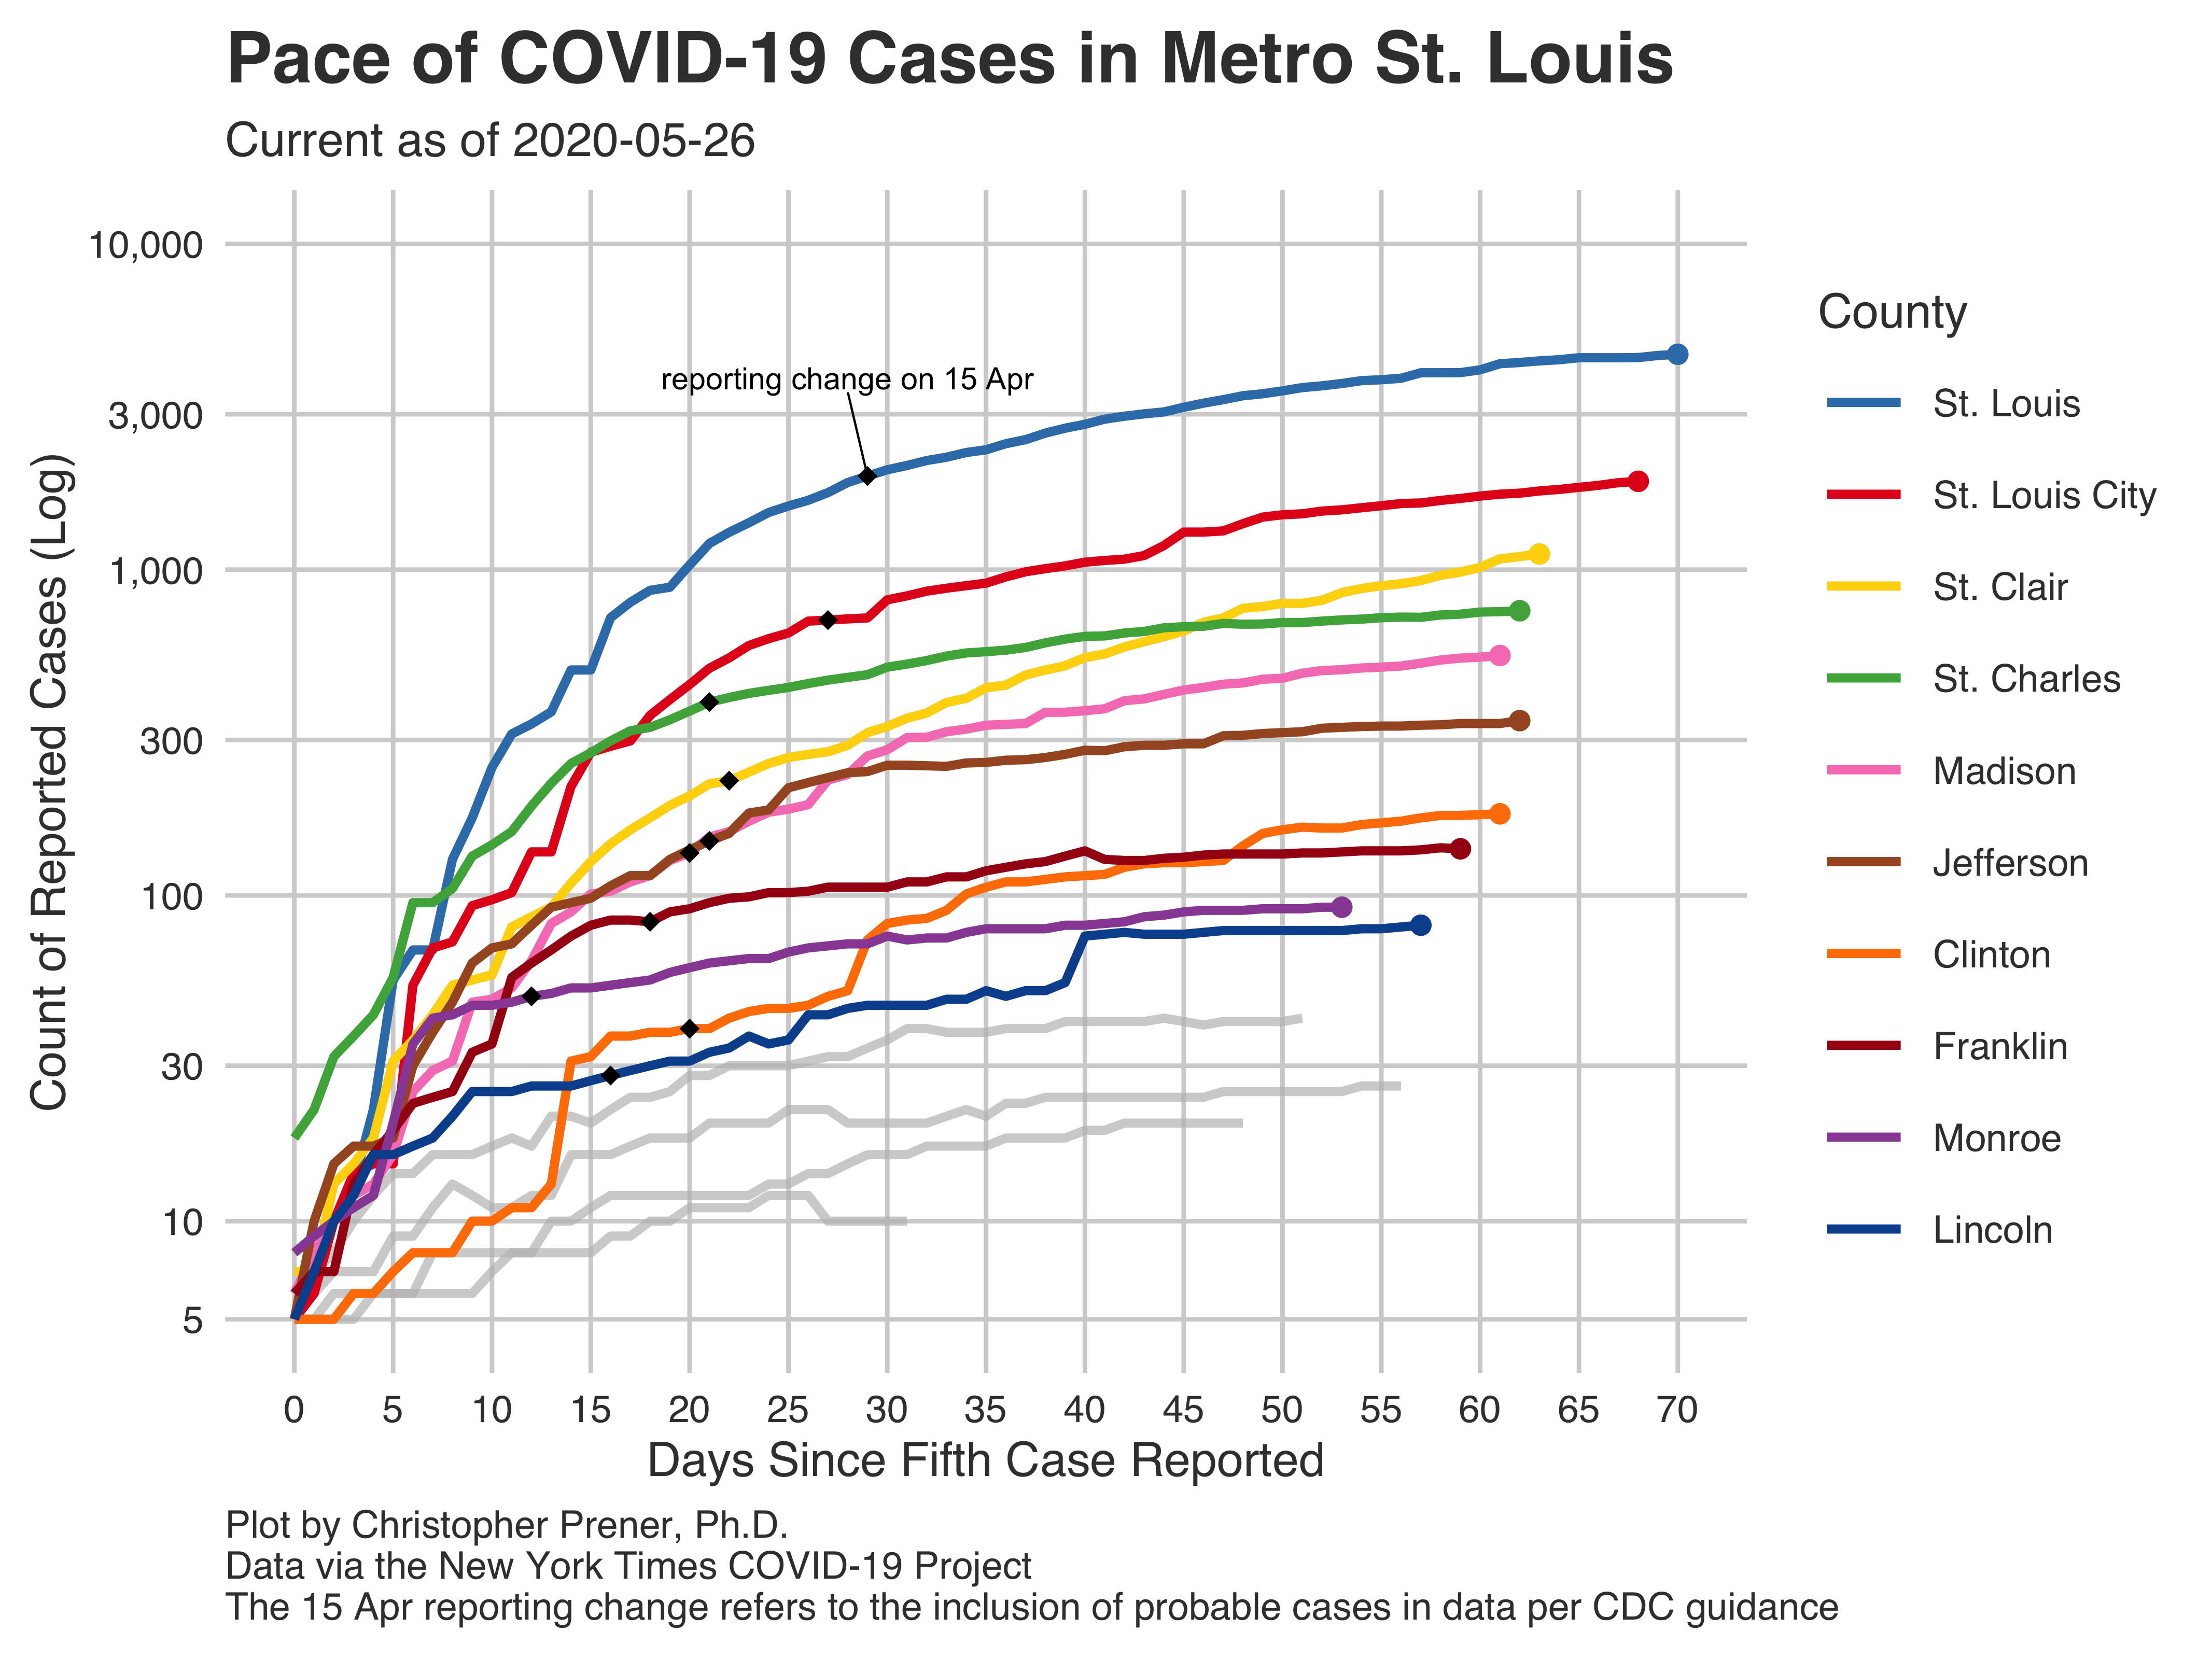 Pace of COVID-19 Cases in Metro St. Louis
Current as of 2020-05-26
Count of Reported Cases (Log)
10,000
3,000
1,000
300
100
30
10
5
reporting change on 15 Apr
0 5 10 15 20 25 30 35 40 45 50 55 60 65 70
Days Since Fifth Case Reported
County
St. Louis
St. Louis City
St. Clair
St. Charles
Madison
Jefferson
Clinton
Franklin
Monroe
Lincoln
Plot by Christopher Prener, Ph.D.
Data via the New York Times COVID-19 Project
The 15 Apr reporting change refers to the inclusion of probable cases in data per CDC guidance